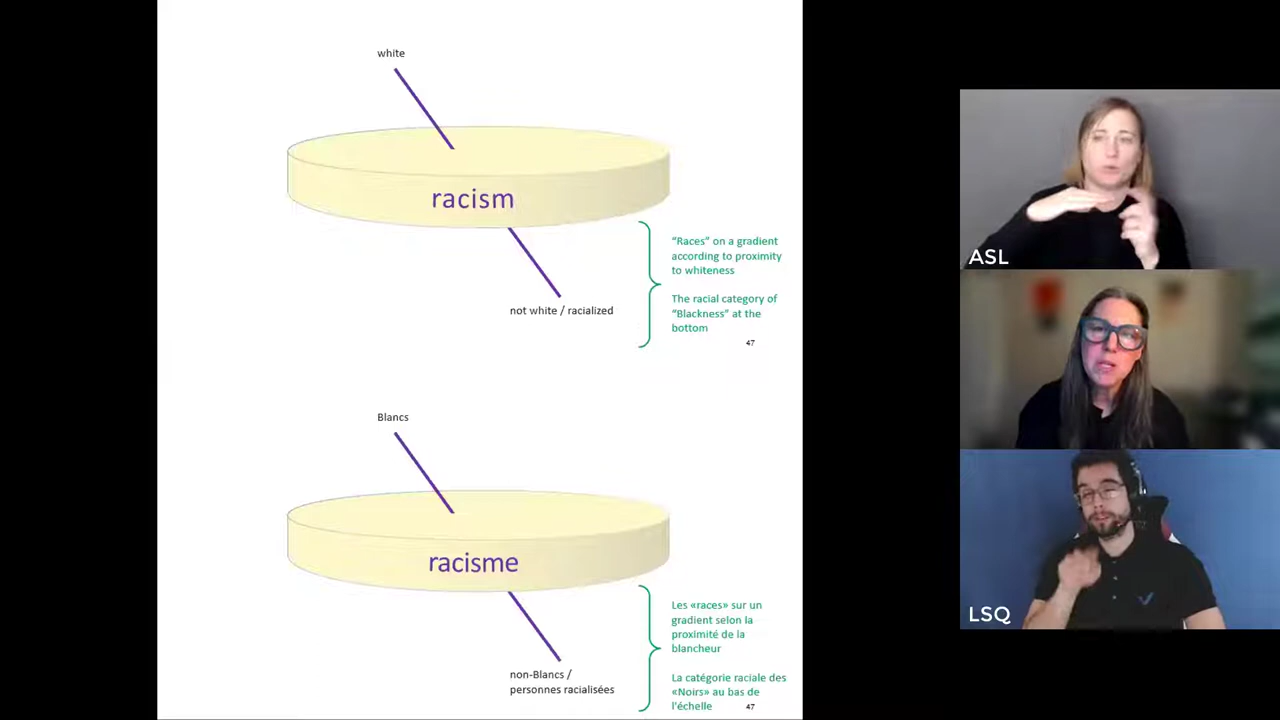 white
racism
“Races” on a gradient
according to proximity
to whiteness
The racial category of
“Blackness” at the
bottom
not white / racialized
47
Blancs
racisme
Les «races» sur un
gradient selon la
proximité de la
blancheur
La catégorie raciale des
«Noirs» au bas de
l'échelle
non-Blancs /
personnes racialisées
47
ASL
LSQ